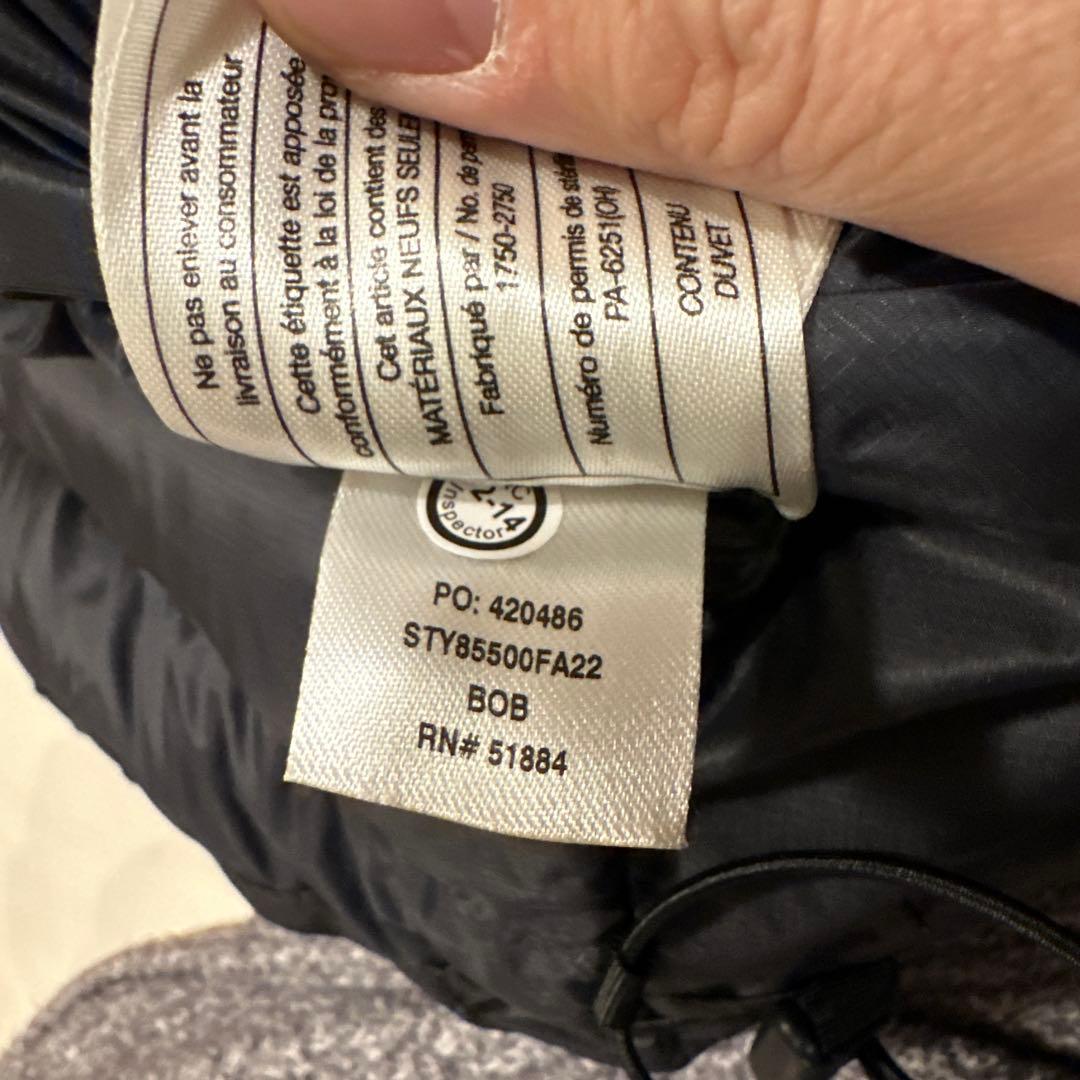 Ne pas enlever avant la
livraison au consommateur
Cette étiquette est apposée
conformément à la loi de la
Cet article contient des
MATÉRIAUX NEUFS
Fabriqué par / No. de
1750-2750
Numéro de permis de
PA-6251(OH)
CONTENU
DUVET
14
PO: 420486
STY85500FA22
BOB
RN# 51884